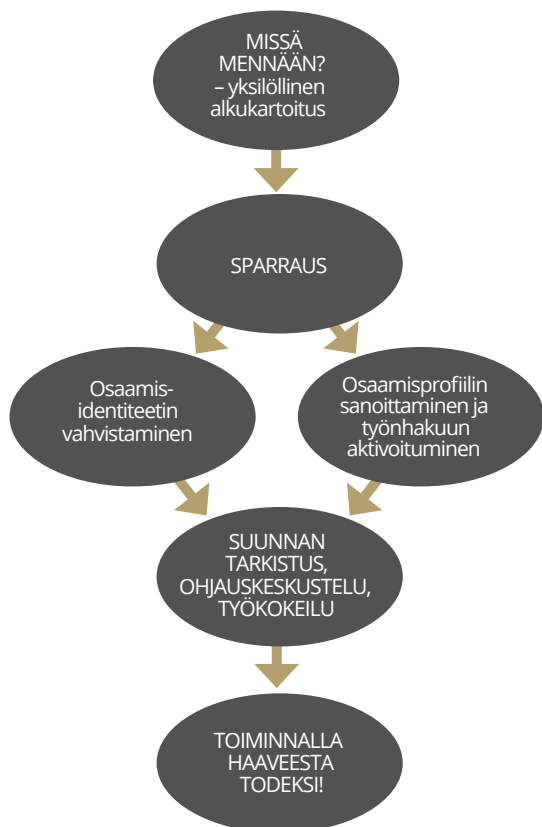 MISSÄ
MENNÄÄN?
– yksilöllinen
alkukartoitus
SPARRAUS
Osaamis-
identiteetin
vahvistaminen
Osaamisprofiilin
sanoittaminen ja
työnhakuun
aktivoituminen
SUUNNAN
TARKISTUS,
OHJAUSKESKUSTELU,
TYÖKOKEILU
TOIMINNALLA
HAAVEESTA
TODEKSI!